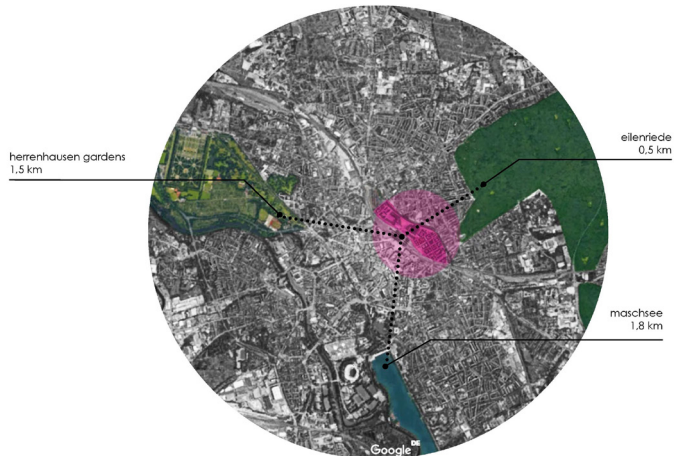 herrenhausen gardens
1,5 km
eilenriede
0,5 km
maschsee
1,8 km
DE
Google